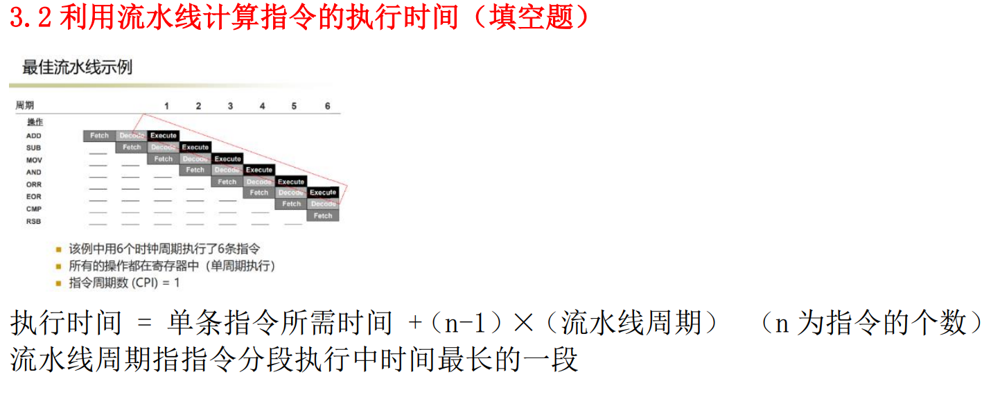 3.2 利用流水线计算指令的执行时间（填空题）
最佳流水线示例
周期 1 2 3 4 5 6
操作
ADD Fetch Decode Execute
SUB Fetch Decode Execute
MOV Fetch Decode Execute
AND Fetch Decode Execute
ORR Fetch Decode Execute
EOR Fetch Decode Execute
CMP Fetch Decode
RSB Fetch
该例中用6个时钟周期执行了6条指令
所有的操作都在寄存器中（单周期执行）
指令周期数 (CPI) = 1
执行时间 = 单条指令所需时间 +（n-1）×（流水线周期） （n 为指令的个数）
流水线周期指指令分段执行中时间最长的一段